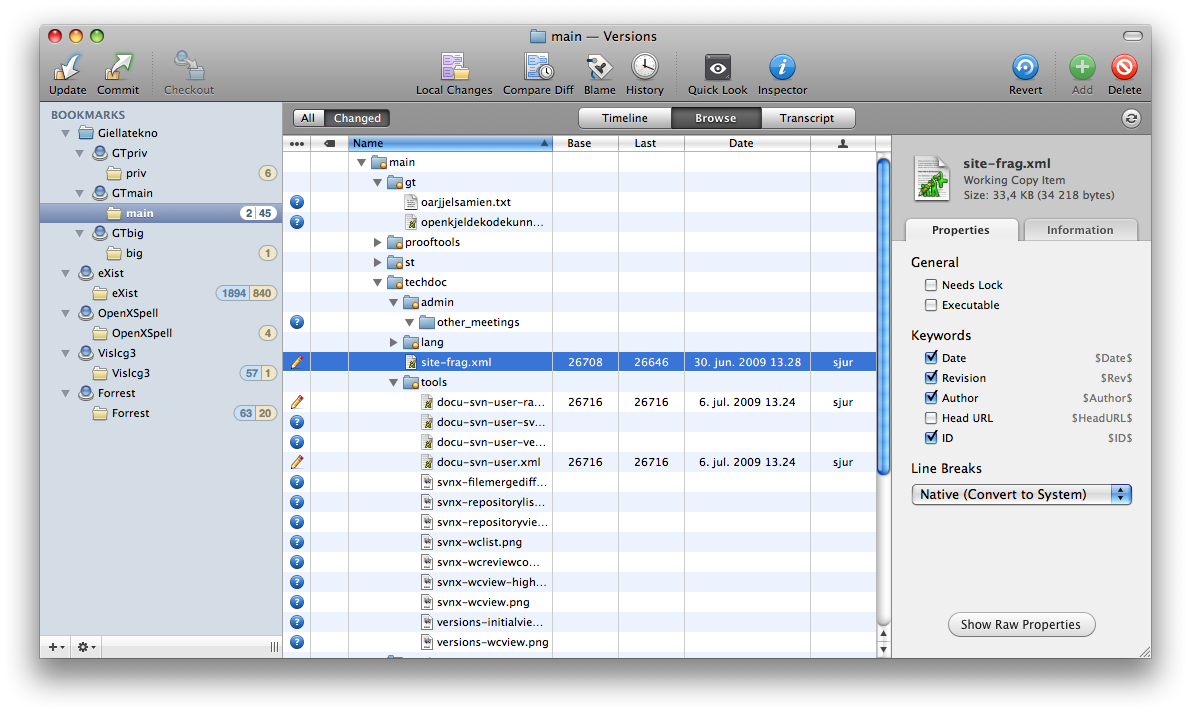 main — Versions
Update
Commit
Checkout
Local Changes
Compare Diff
Blame
History
Quick Look
Inspector
Revert
Add
Delete
BOOKMARKS
Giellatekno
GTpriv
priv 6
GTmain
main 2 45
GTbig
big 1
eXist
eXist 1894 840
OpenXSpell
OpenXSpell 4
Vislcg3
Vislcg3 57 1
Forrest
Forrest 63 20
All Changed
Timeline Browse Transcript
Name Base Last Date
main
gt
oarjjelsamien.txt
openkjeldekodekunn...
prooftools
st
techdoc
admin
other_meetings
lang
site-frag.xml 26708 26646 30. jun. 2009 13.28 sjur
tools
docu-svn-user-ra... 26716 26716 6. jul. 2009 13.24 sjur
docu-svn-user-sv...
docu-svn-user-ve...
docu-svn-user.xml 26716 26716 6. jul. 2009 13.24 sjur
svnx-filemergediff...
svnx-repositorylis...
svnx-repositoryvie...
svnx-wclist.png
svnx-wcreviewco...
svnx-wcview-high...
svnx-wcview.png
versions-initialvie...
versions-wcview.png
site-frag.xml
Working Copy Item
Size: 33,4 KB (34 218 bytes)
Properties Information
General
Needs Lock
Executable
Keywords
Date $Date$
Revision $Rev$
Author $Author$
Head URL $HeadURL$
ID $ID$
Line Breaks
Native (Convert to System)
Show Raw Properties